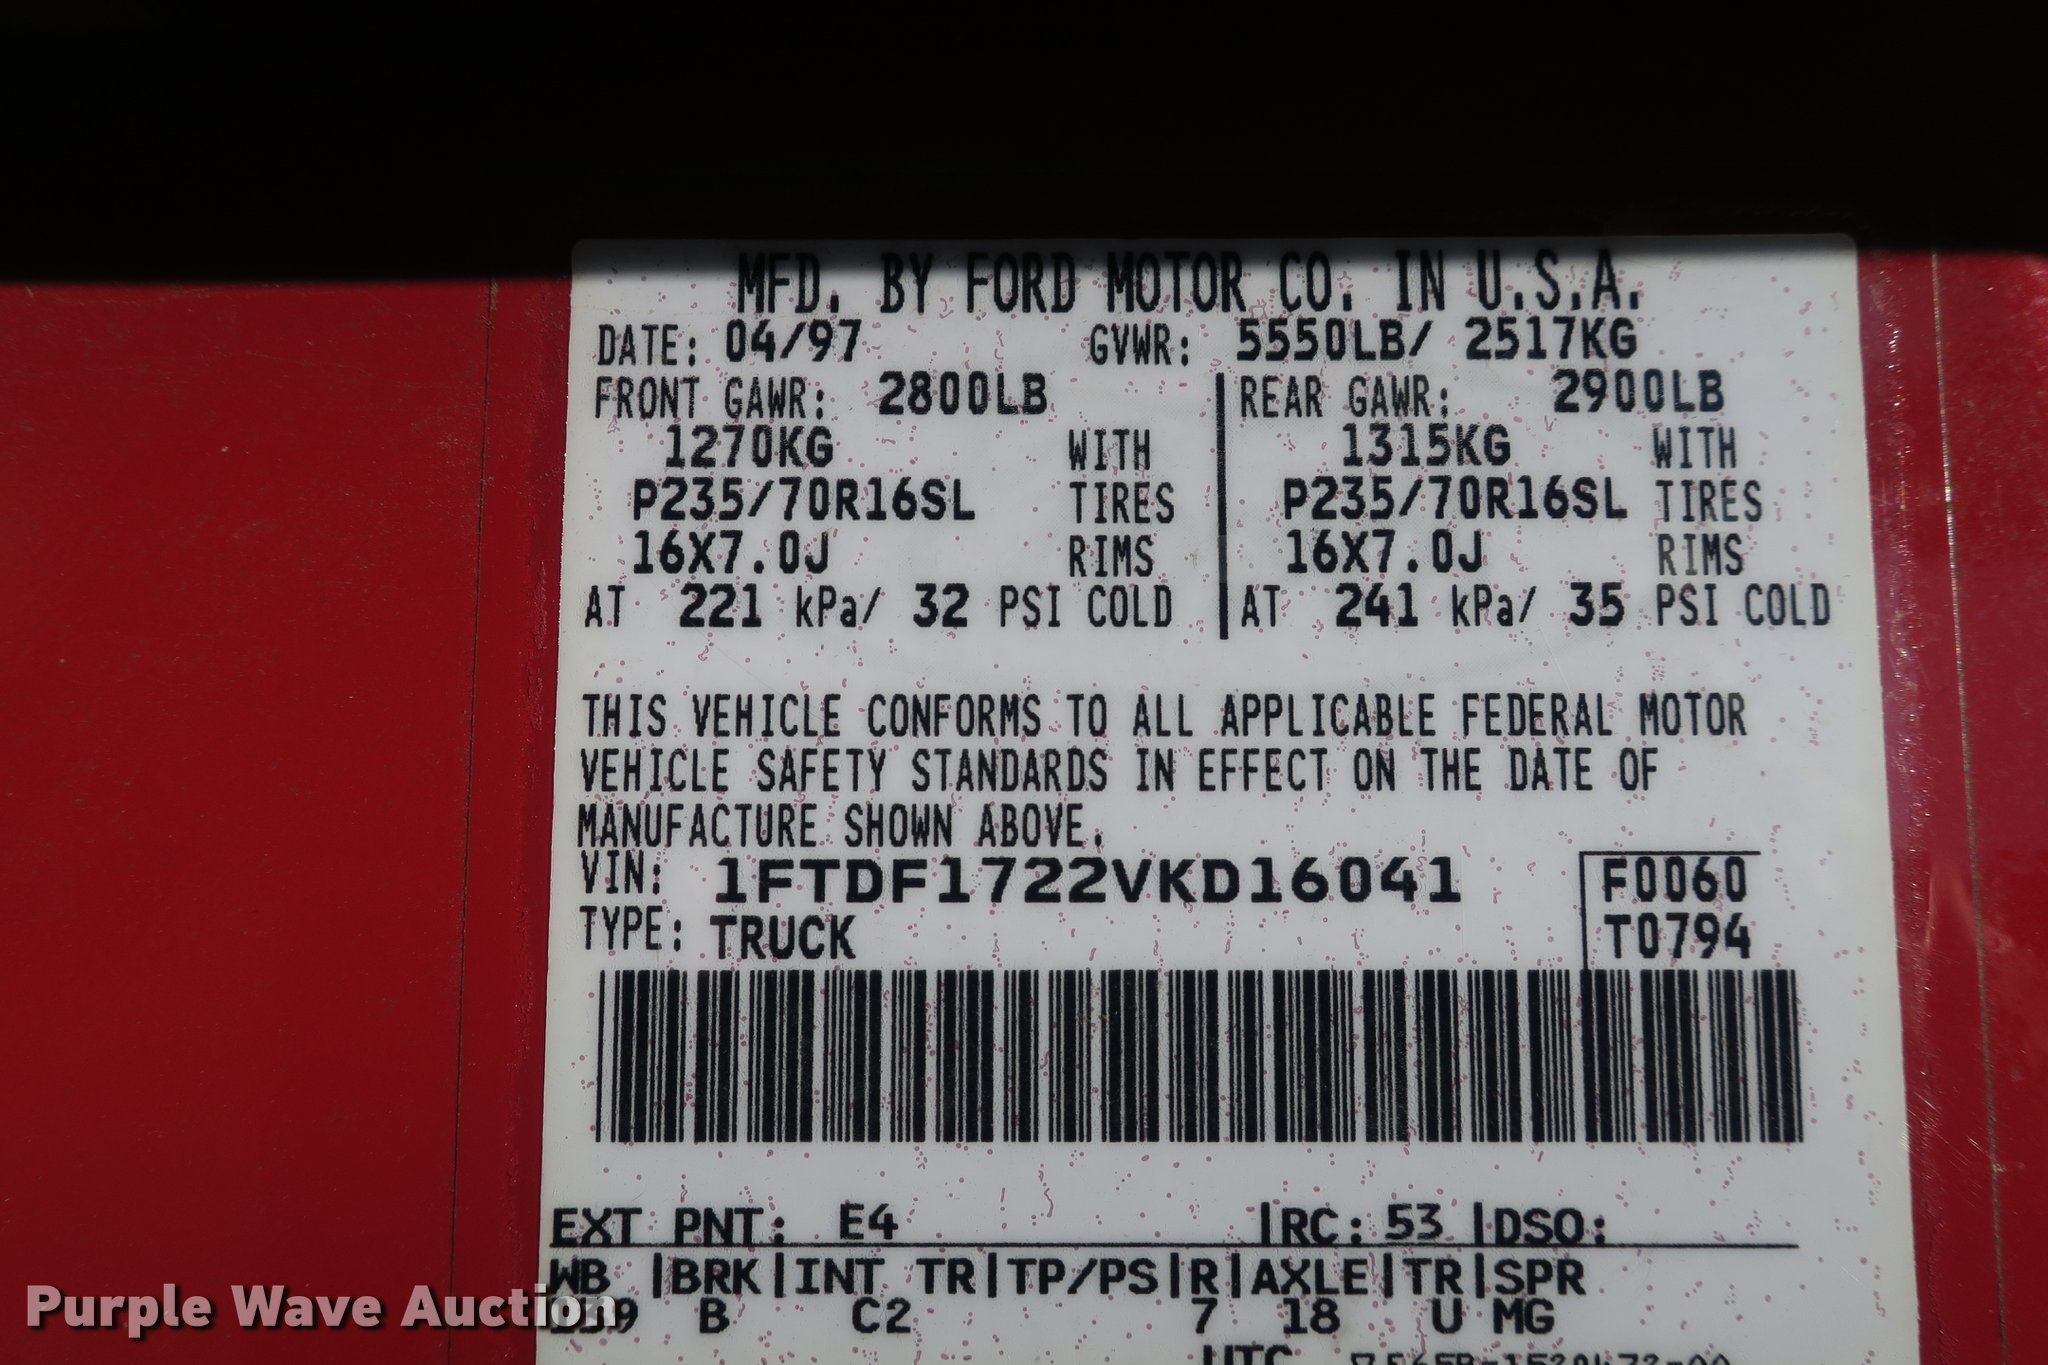 MFD. BY FORD MOTOR CO. IN U.S.A.
DATE: 04/97 GVWR: 5550LB/ 2517KG
FRONT GAWR: 2800LB REAR GAWR: 2900LB
1270KG WITH 1315KG WITH
P235/70R16SL TIRES P235/70R16SL TIRES
16X7.0J RIMS 16X7.0J RIMS
AT 221 kPa/ 32 PSI COLD AT 241 kPa/ 35 PSI COLD
THIS VEHICLE CONFORMS TO ALL APPLICABLE FEDERAL MOTOR
VEHICLE SAFETY STANDARDS IN EFFECT ON THE DATE OF
MANUFACTURE SHOWN ABOVE.
VIN: 1FTDF1722VKD16041 F0060
TYPE: TRUCK T0794
EXT PNT: E4 |RC: 53 |DSO:
WB |BRK|INT TR|TP/PS|R|AXLE|TR|SPR
B C2 7 18 U MG
UTC
Purple Wave Auction